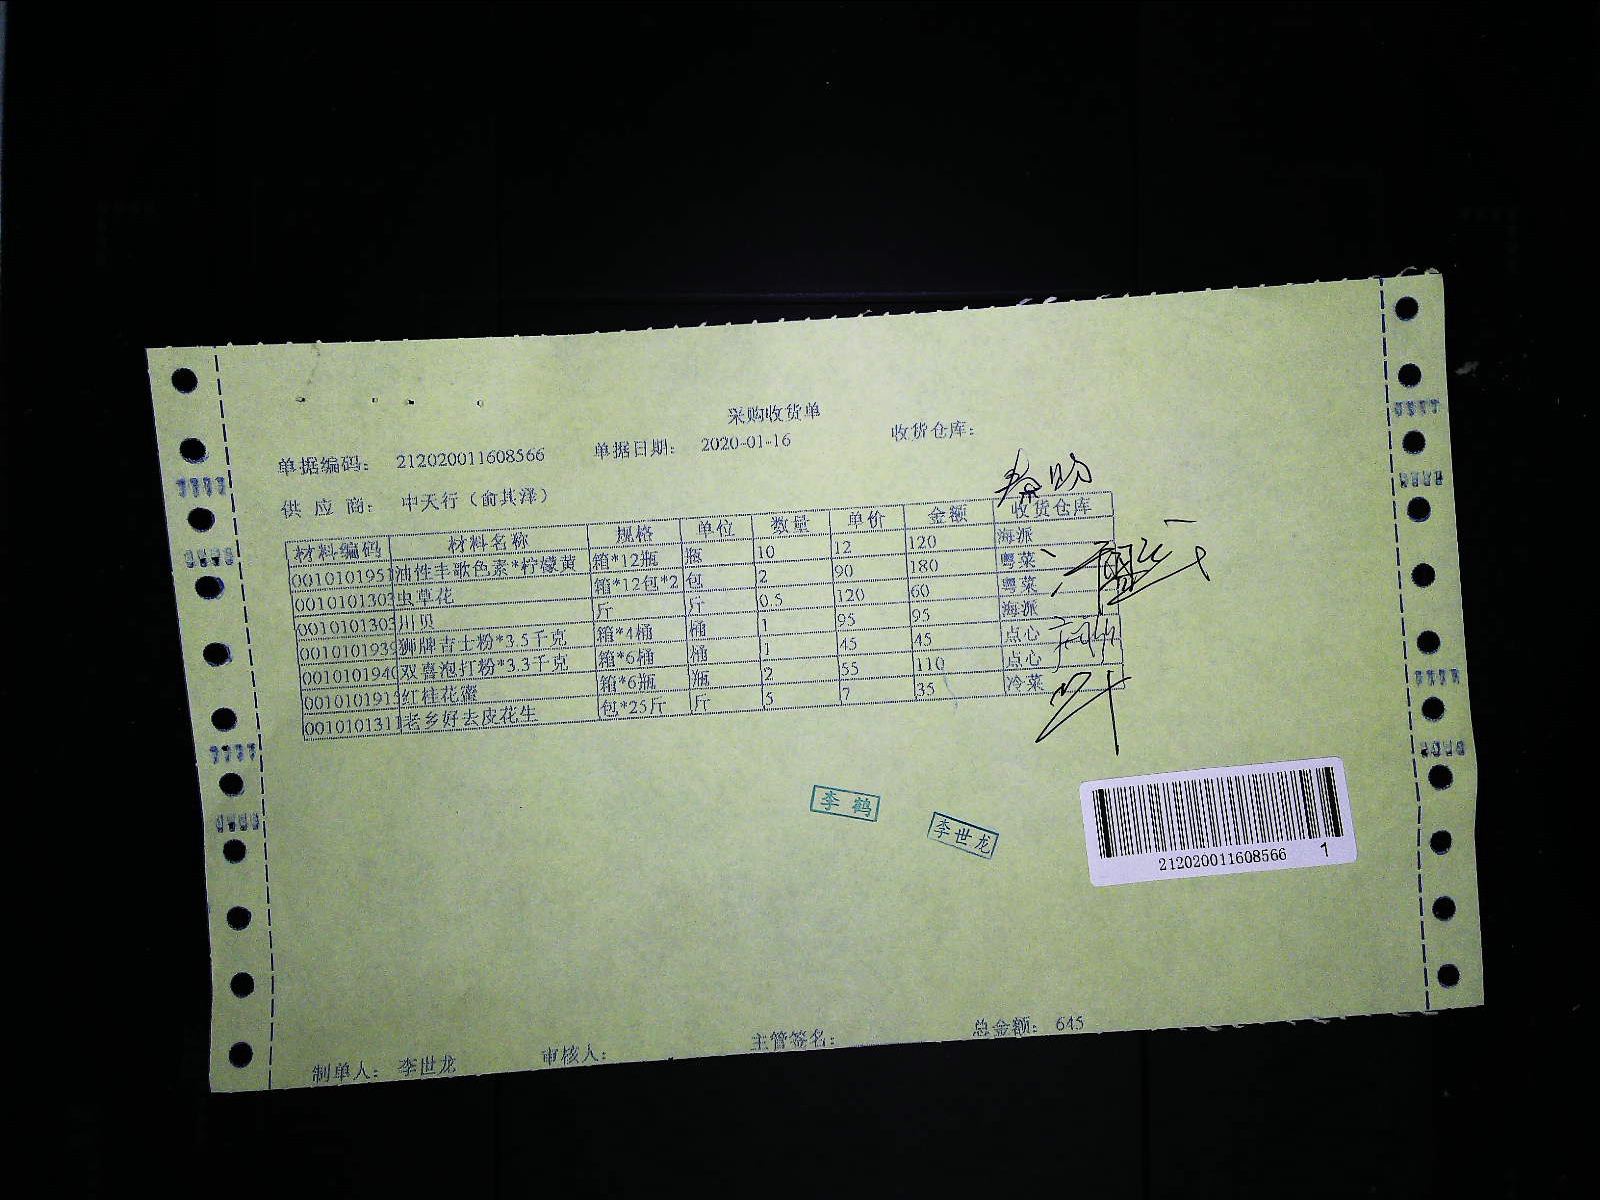 采购收货单
单据编码： 212020011608566 单据日期： 2020-01-16 收货仓库：
供 应 商： 中天行（俞其泽）
材料编码 材料名称 规格 单位 数量 单价 金额 收货仓库
0010101951 油性丰歌色素*柠檬黄 箱*12瓶 瓶 10 12 120 海派
0010101303 虫草花 箱*12包*2 包 2 90 180 粤菜
0010101303 川贝 斤 斤 0.5 120 60 粤菜
0010101939 狮牌吉士粉*3.5千克 箱*4桶 桶 1 95 95 海派
0010101940 双喜泡打粉*3.3千克 箱*6桶 桶 1 45 45 点心
0010101915 红桂花蜜 箱*6瓶 瓶 2 55 110 点心
0010101311 老乡好去皮花生 包*25斤 斤 5 7 35 冷菜
李鹤
李世龙
212020011608566 1
制单人： 李世龙 审核人： 主管签名： 总金额： 645